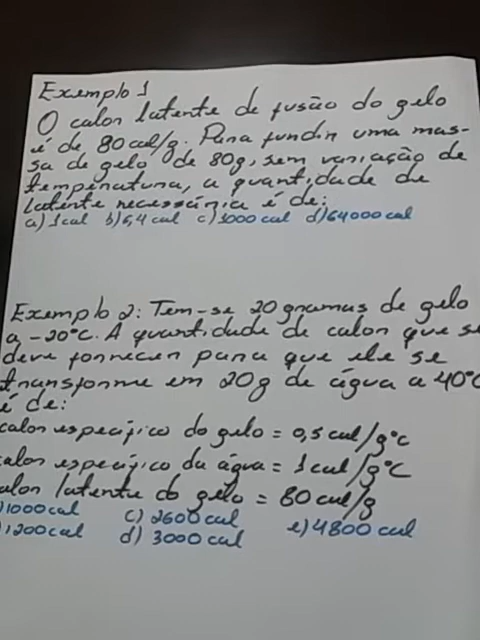 Exemplo 1
O calor latente de fusão do gelo
é de 80 cal/g. Para fundir uma mas-
sa de gelo de 80g, sem variação de
temperatura, a quantidade de
latente necessária é de:
a) 1 cal b) 6,4 cal c) 1000 cal d) 64000 cal
Exemplo 2: Tem-se 20 gramas de gelo
a -20°C. A quantidade de calor que se
deve fornecer para que ele se
transforme em 20g de água a 40°C
é de:
calor específico do gelo = 0,5 cal/g°C
calor específico da água = 1 cal/g°C
calor latente do gelo = 80 cal/g
1000 cal c) 2600 cal e) 4800 cal
1200 cal d) 3000 cal